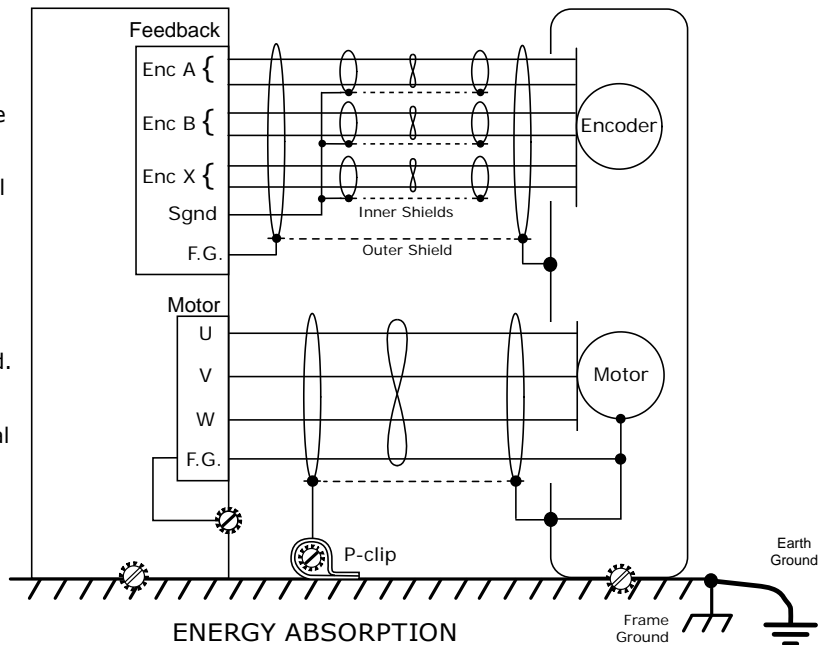 Feedback
Enc A {
e
Enc B {
Encoder
Enc X {
l
Sgnd
Inner Shields
F.G.
Outer Shield
Motor
U
V
Motor
d.
W
al
F.G.
P-clip
Earth
Ground
Frame
Ground
ENERGY ABSORPTION